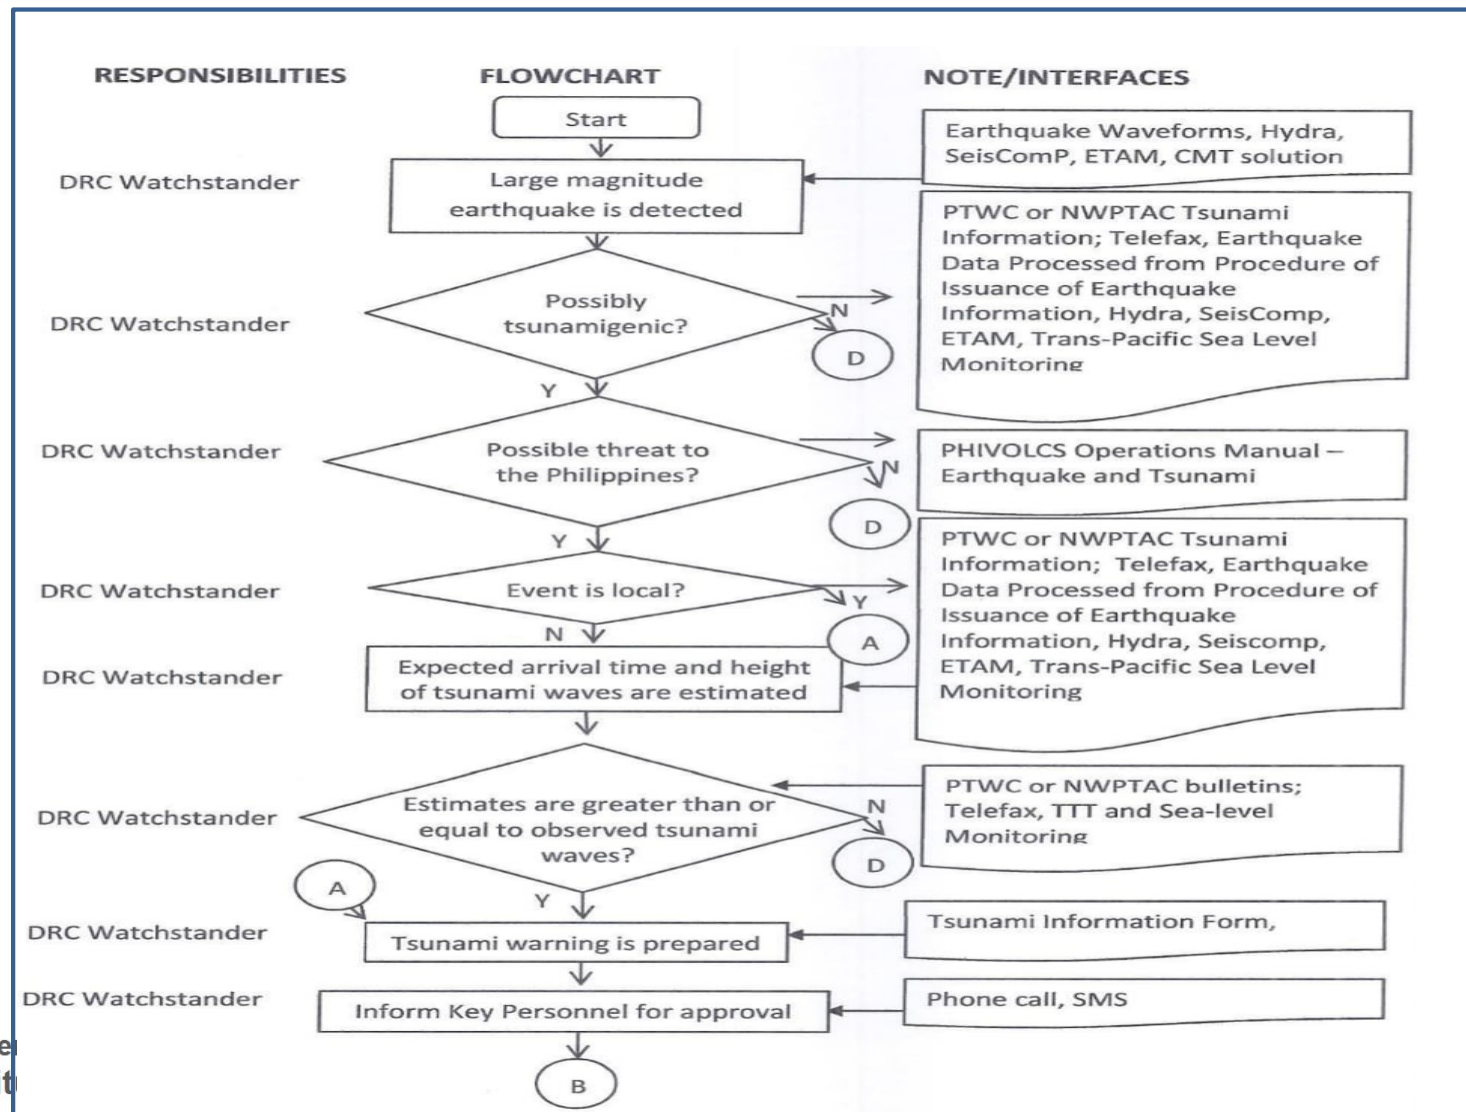 RESPONSIBILITIES
FLOWCHART
NOTE/INTERFACES
Start
Earthquake Waveforms, Hydra,
SeisComP, ETAM, CMT solution
DRC Watchstander
Large magnitude
earthquake is detected
PTWC or NWPTAC Tsunami
Information; Telefax, Earthquake
Data Processed from Procedure of
Issuance of Earthquake
Information, Hydra, SeisComp,
ETAM, Trans-Pacific Sea Level
Monitoring
DRC Watchstander
Possibly
tsunamigenic?
N
D
Y
DRC Watchstander
Possible threat to
the Philippines?
N
D
PHIVOLCS Operations Manual –
Earthquake and Tsunami
Y
DRC Watchstander
Event is local?
Y
A
N
PTWC or NWPTAC Tsunami
Information; Telefax, Earthquake
Data Processed from Procedure of
Issuance of Earthquake
Information, Hydra, Seiscomp,
ETAM, Trans-Pacific Sea Level
Monitoring
DRC Watchstander
Expected arrival time and height
of tsunami waves are estimated
DRC Watchstander
Estimates are greater than or
equal to observed tsunami
waves?
N
D
PTWC or NWPTAC bulletins;
Telefax, TTT and Sea-level
Monitoring
A
Y
DRC Watchstander
Tsunami warning is prepared
Tsunami Information Form,
DRC Watchstander
Inform Key Personnel for approval
Phone call, SMS
B